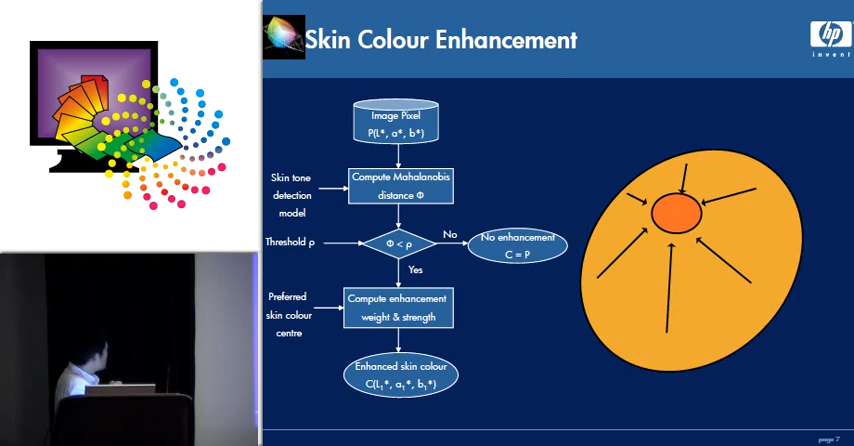 Skin Colour Enhancement
hp
invent
Image Pixel
P(L*, a*, b*)
Skin tone
detection
model
Compute Mahalanobis
distance Φ
Threshold ρ
Φ < ρ
No
No enhancement
C = P
Yes
Preferred
skin colour
centre
Compute enhancement
weight & strength
Enhanced skin colour
C(L₁*, a₁*, b₁*)
page 7